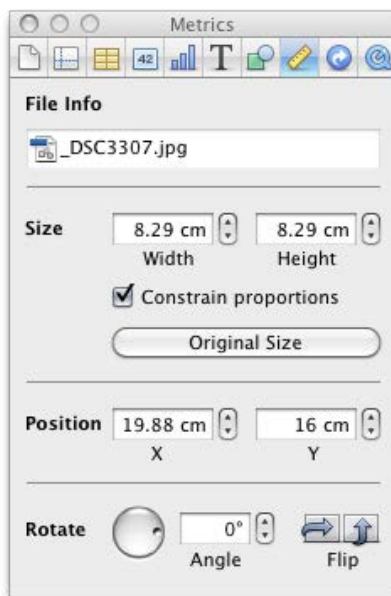 Metrics
42 T
File Info
_DSC3307.jpg
Size 8.29 cm 8.29 cm
Width Height
Constrain proportions
Original Size
Position 19.88 cm 16 cm
X Y
Rotate 0°
Angle Flip